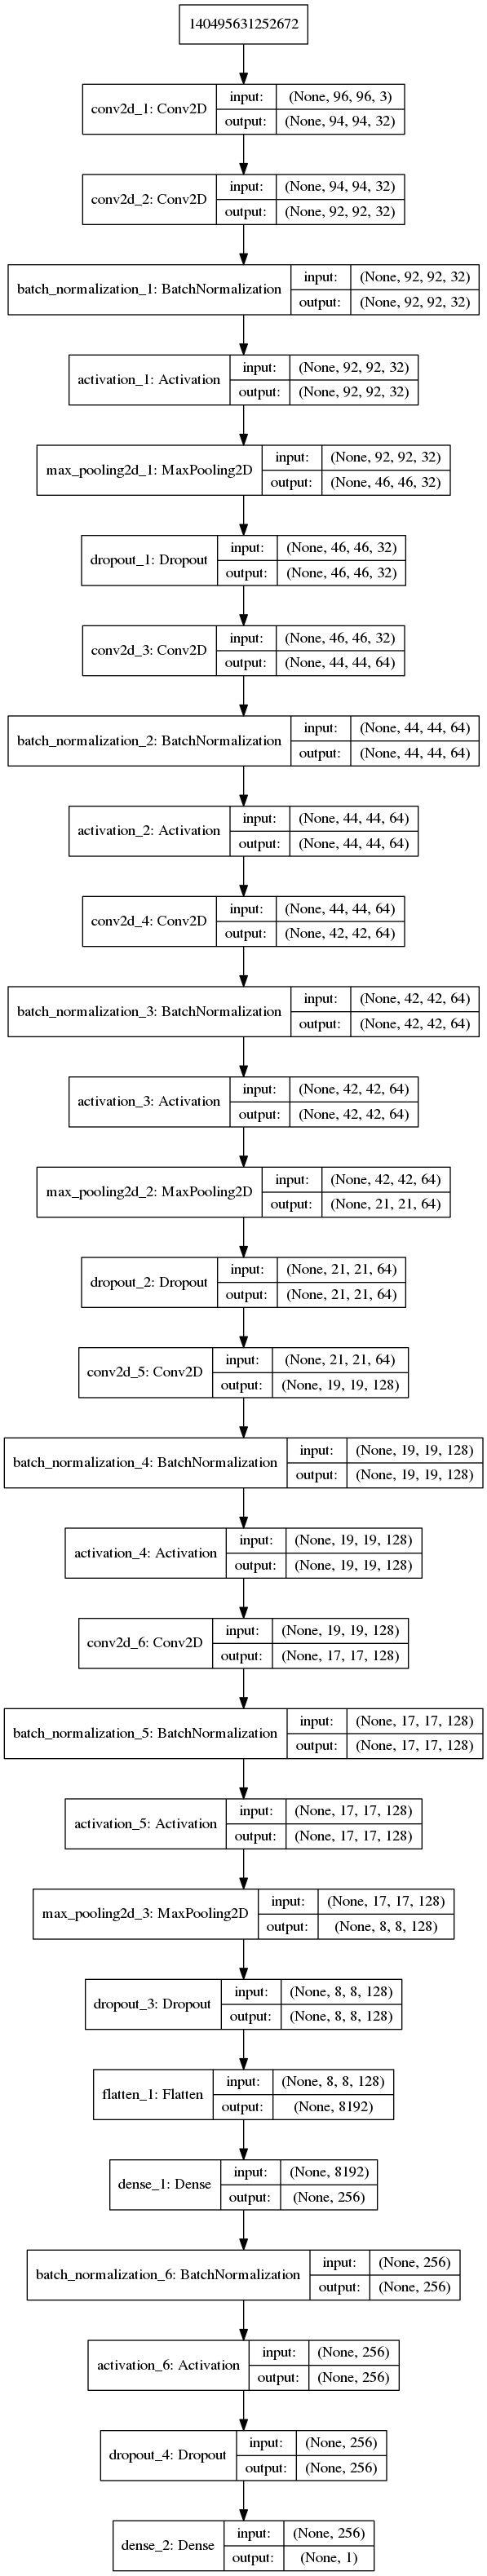 140495631252672
conv2d_1: Conv2D input: (None, 96, 96, 3)
output: (None, 94, 94, 32)
conv2d_2: Conv2D input: (None, 94, 94, 32)
output: (None, 92, 92, 32)
batch_normalization_1: BatchNormalization input: (None, 92, 92, 32)
output: (None, 92, 92, 32)
activation_1: Activation input: (None, 92, 92, 32)
output: (None, 92, 92, 32)
max_pooling2d_1: MaxPooling2D input: (None, 92, 92, 32)
output: (None, 46, 46, 32)
dropout_1: Dropout input: (None, 46, 46, 32)
output: (None, 46, 46, 32)
conv2d_3: Conv2D input: (None, 46, 46, 32)
output: (None, 44, 44, 64)
batch_normalization_2: BatchNormalization input: (None, 44, 44, 64)
output: (None, 44, 44, 64)
activation_2: Activation input: (None, 44, 44, 64)
output: (None, 44, 44, 64)
conv2d_4: Conv2D input: (None, 44, 44, 64)
output: (None, 42, 42, 64)
batch_normalization_3: BatchNormalization input: (None, 42, 42, 64)
output: (None, 42, 42, 64)
activation_3: Activation input: (None, 42, 42, 64)
output: (None, 42, 42, 64)
max_pooling2d_2: MaxPooling2D input: (None, 42, 42, 64)
output: (None, 21, 21, 64)
dropout_2: Dropout input: (None, 21, 21, 64)
output: (None, 21, 21, 64)
conv2d_5: Conv2D input: (None, 21, 21, 64)
output: (None, 19, 19, 128)
batch_normalization_4: BatchNormalization input: (None, 19, 19, 128)
output: (None, 19, 19, 128)
activation_4: Activation input: (None, 19, 19, 128)
output: (None, 19, 19, 128)
conv2d_6: Conv2D input: (None, 19, 19, 128)
output: (None, 17, 17, 128)
batch_normalization_5: BatchNormalization input: (None, 17, 17, 128)
output: (None, 17, 17, 128)
activation_5: Activation input: (None, 17, 17, 128)
output: (None, 17, 17, 128)
max_pooling2d_3: MaxPooling2D input: (None, 17, 17, 128)
output: (None, 8, 8, 128)
dropout_3: Dropout input: (None, 8, 8, 128)
output: (None, 8, 8, 128)
flatten_1: Flatten input: (None, 8, 8, 128)
output: (None, 8192)
dense_1: Dense input: (None, 8192)
output: (None, 256)
batch_normalization_6: BatchNormalization input: (None, 256)
output: (None, 256)
activation_6: Activation input: (None, 256)
output: (None, 256)
dropout_4: Dropout input: (None, 256)
output: (None, 256)
dense_2: Dense input: (None, 256)
output: (None, 1)